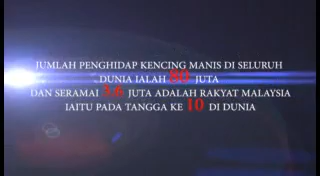 JUMLAH PENGHIDAP KENCING MANIS DI SELURUH
DUNIA IALAH 80 JUTA
DAN SERAMAI 3.6 JUTA ADALAH RAKYAT MALAYSIA
IAITU PADA TANGGA KE 10 DI DUNIA